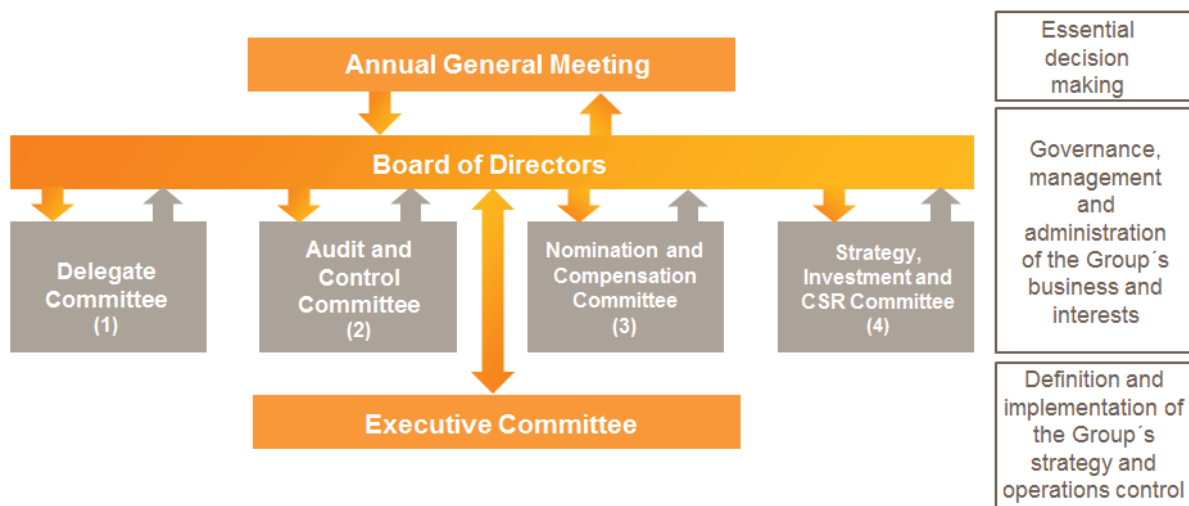 Annual General Meeting
Essential
decision
making
Board of Directors
Governance,
management
and
administration
of the Group´s
business and
interests
Delegate
Committee
(1)
Audit and
Control
Committee
(2)
Nomination and
Compensation
Committee
(3)
Strategy,
Investment and
CSR Committee
(4)
Executive Committee
Definition and
implementation of
the Group´s
strategy and
operations control